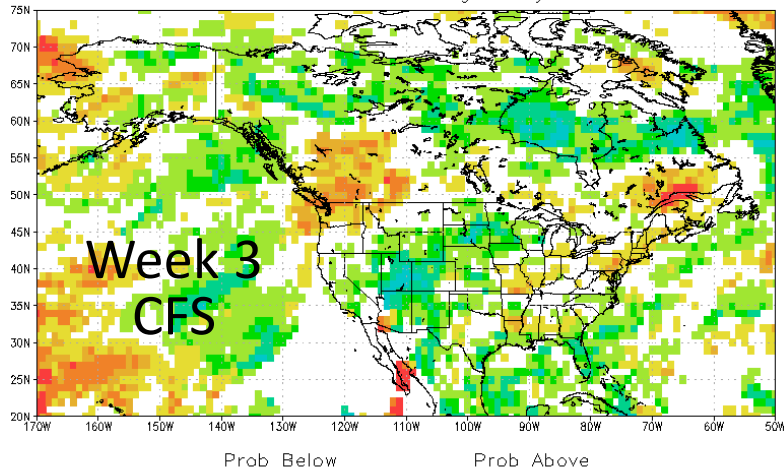 75N
70N
65N
60N
55N
50N
45N
40N
35N
30N
25N
20N
Week 3
CFS
170W 160W 150W 140W 130W 120W 110W 100W 90W 80W 70W 60W 50W
Prob Below Prob Above